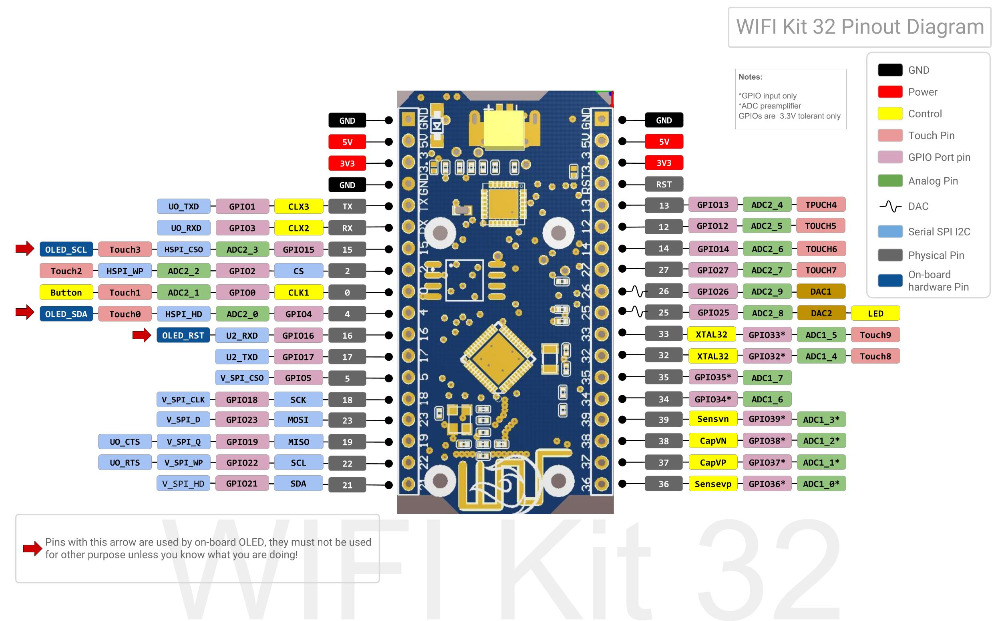 WIFI Kit 32 Pinout Diagram
Notes:
*GPIO input only
*ADC preamplifier
GPIOs are 3.3V tolerant only
GND
Power
Control
Touch Pin
GPIO Port pin
Analog Pin
DAC
Serial SPI I2C
Physical Pin
On-board
hardware Pin
GND
5V
3V3
GND
UO_TXD GPIO1 CLX3 TX
UO_RXD GPIO3 CLX2 RX
OLED_SCL Touch3 HSPI_CSO ADC2_3 GPIO15 15
Touch2 HSPI_WP ADC2_2 GPIO2 CS 2
Button Touch1 ADC2_1 GPIO0 CLK1 0
OLED_SDA Touch0 HSPI_HD ADC2_0 GPIO4 4
OLED_RST U2_RXD GPIO16 16
U2_TXD GPIO17 17
V_SPI_CSO GPIO5 5
V_SPI_CLK GPIO18 SCK 18
V_SPI_D GPIO23 MOSI 23
UO_CTS V_SPI_Q GPIO19 MISO 19
UO_RTS V_SPI_WP GPIO22 SCL 22
V_SPI_HD GPIO21 SDA 21
GND
5V
3V3
RST
13 GPIO13 ADC2_4 TPUCH4
12 GPIO12 ADC2_5 TOUCH5
14 GPIO14 ADC2_6 TOUCH6
27 GPIO27 ADC2_7 TOUCH7
26 GPIO26 ADC2_9 DAC1
25 GPIO25 ADC2_8 DAC2 LED
33 XTAL32 GPIO33* ADC1_5 Touch9
32 XTAL32 GPIO32* ADC1_4 Touch8
35 GPIO35* ADC1_7
34 GPIO34* ADC1_6
39 Sensvn GPIO39* ADC1_3*
38 CapVN GPIO38* ADC1_2*
37 CapVP GPIO37* ADC1_1*
36 Sensevp GPIO36* ADC1_0*
GND
5V
3.3
GND
TX
RX
15
2
0
4
16
17
5
18
23
19
22
GND
5V
3.3
RST
13
12
14
27
26
25
33
32
35
34
39
38
37
36
Pins with this arrow are used by on-board OLED, they must not be used
for other purpose unless you know what you are doing!
WIFI Kit 32